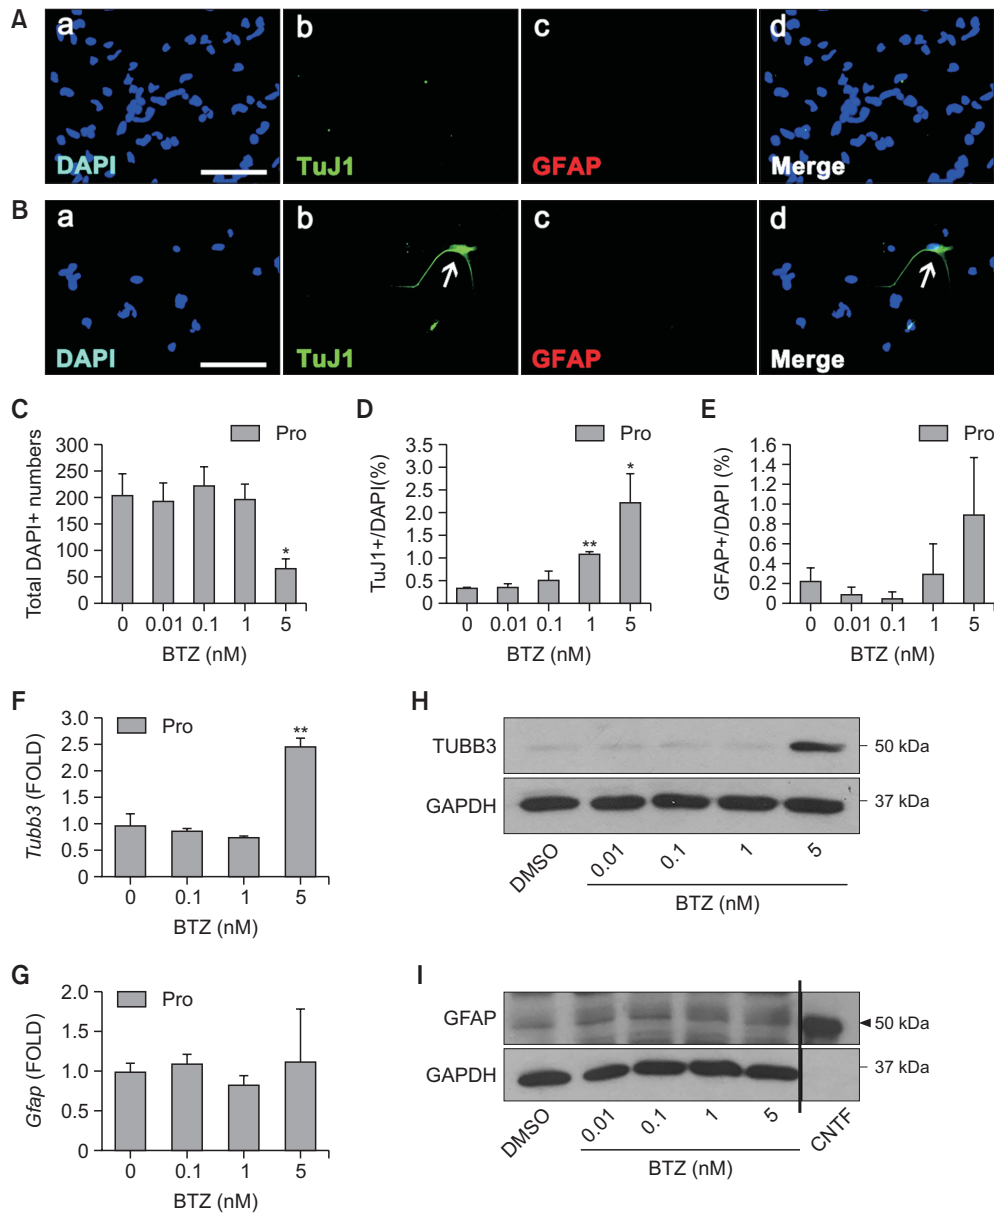 A
a
b
c
d
DAPI
TuJ1
GFAP
Merge
B
a
b
c
d
DAPI
TuJ1
GFAP
Merge
C
Pro
Total DAPI+ numbers
300
250
200
150
100
50
0
*
0 0.01 0.1 1 5
BTZ (nM)
D
Pro
TuJ1+/DAPI(%)
3.5
3.0
2.5
2.0
1.5
1.0
0.5
0
**
*
0 0.01 0.1 1 5
BTZ (nM)
E
Pro
GFAP+/DAPI (%)
1.6
1.4
1.2
1.0
0.8
0.6
0.4
0.2
0
0 0.01 0.1 1 5
BTZ (nM)
F
Pro
Tubb3 (FOLD)
3.0
2.5
2.0
1.5
1.0
0.5
0
**
0 0.1 1 5
BTZ (nM)
H
TUBB3
50 kDa
GAPDH
37 kDa
DMSO 0.01 0.1 1 5
BTZ (nM)
G
Pro
Gfap (FOLD)
2.0
1.5
1.0
0.5
0
0 0.1 1 5
BTZ (nM)
I
GFAP
50 kDa
GAPDH
37 kDa
DMSO 0.01 0.1 1 5 CNTF
BTZ (nM)